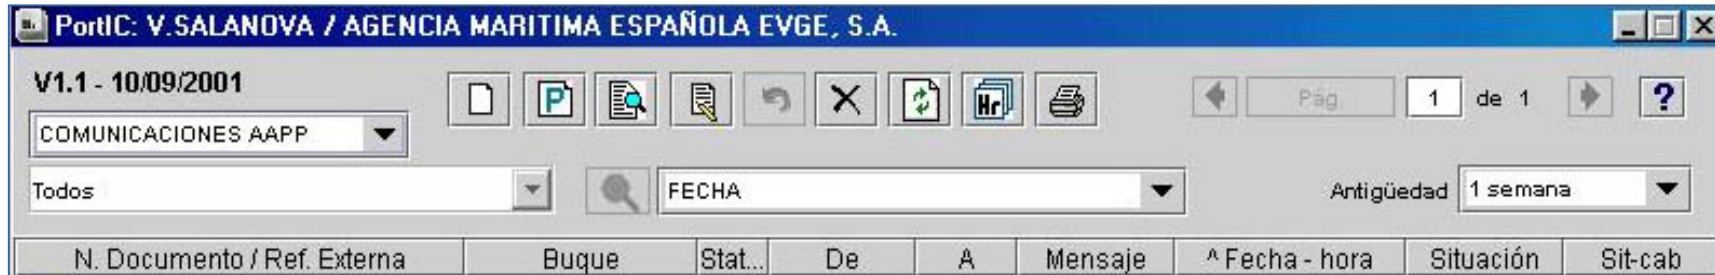 PortIC: V.SALANOVA / AGENCIA MARITIMA ESPAÑOLA EVGE, S.A.
V1.1 - 10/09/2001
P Hr Pág 1 de 1 ?
COMUNICACIONES AAPP
Todos FECHA Antigüedad 1 semana
N. Documento / Ref. Externa Buque Stat... De A Mensaje ^ Fecha - hora Situación Sit-cab